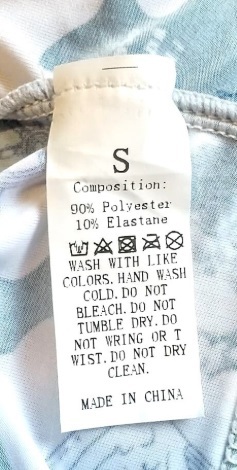 S
Composition:
90% Polyester
10% Elastane
WASH WITH LIKE
COLORS. HAND WASH
COLD. DO NOT
BLEACH. DO NOT
TUMBLE DRY. DO
NOT WRING OR T
WIST. DO NOT DRY
CLEAN.
MADE IN CHINA